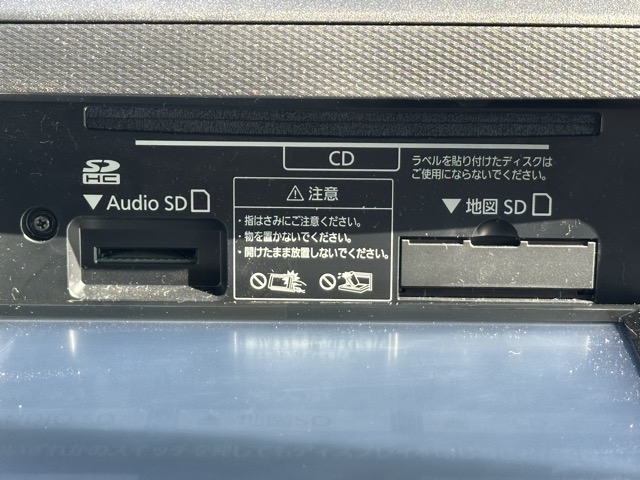 CD
ラベルを貼り付けたディスクは
ご使用にならないでください。
SD
HC
▼Audio SD
⚠注意
・指はさみにご注意ください。
・物を置かないでください。
・開けたまま放置しないでください。
▼地図 SD